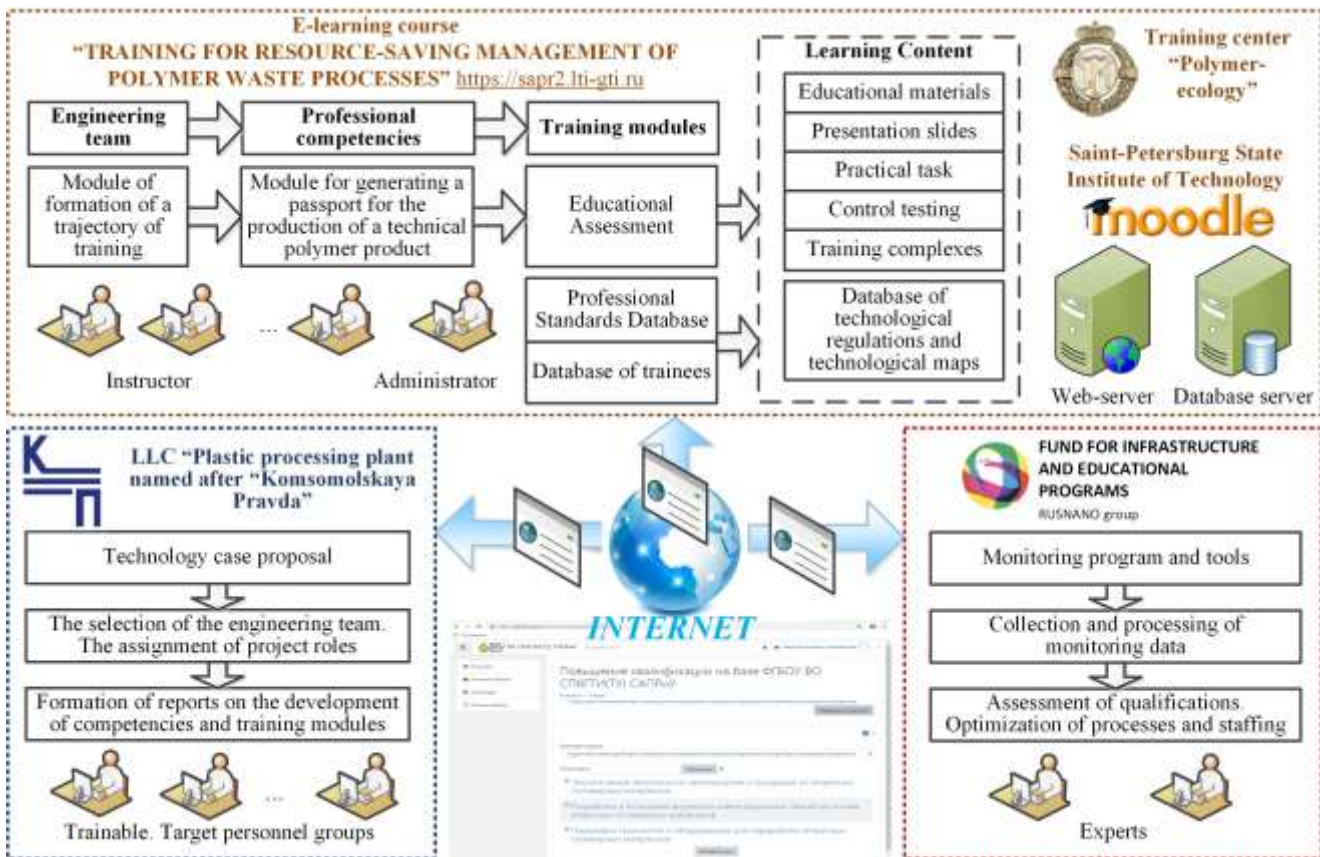 E-learning course
“TRAINING FOR RESOURCE-SAVING MANAGEMENT OF
POLYMER WASTE PROCESSES” https://sapr2.lti-gti.ru
Engineering
team
Professional
competencies
Training modules
Module of
formation of a
trajectory of
training
Module for generating a
passport for the
production of a technical
polymer product
Educational
Assessment
Professional
Standards Database
Database of trainees
...
Instructor
Administrator
Learning Content
Educational materials
Presentation slides
Practical task
Control testing
Training complexes
Database of
technological
regulations and
technological maps
Training center
“Polymer-
ecology”
Saint-Petersburg State
Institute of Technology
moodle
Web-server
Database server
LLC “Plastic processing plant
named after “Komsomolskaya
Pravda”
Technology case proposal
The selection of the engineering team.
The assignment of project roles
Formation of reports on the development
of competencies and training modules
...
Trainable. Target personnel groups
INTERNET
Повышение квалификации на базе ФГБОУ ВО
FUND FOR INFRASTRUCTURE
AND EDUCATIONAL
PROGRAMS
RUSNANO group
Monitoring program and tools
Collection and processing of
monitoring data
Assessment of qualifications.
Optimization of processes and staffing
Experts